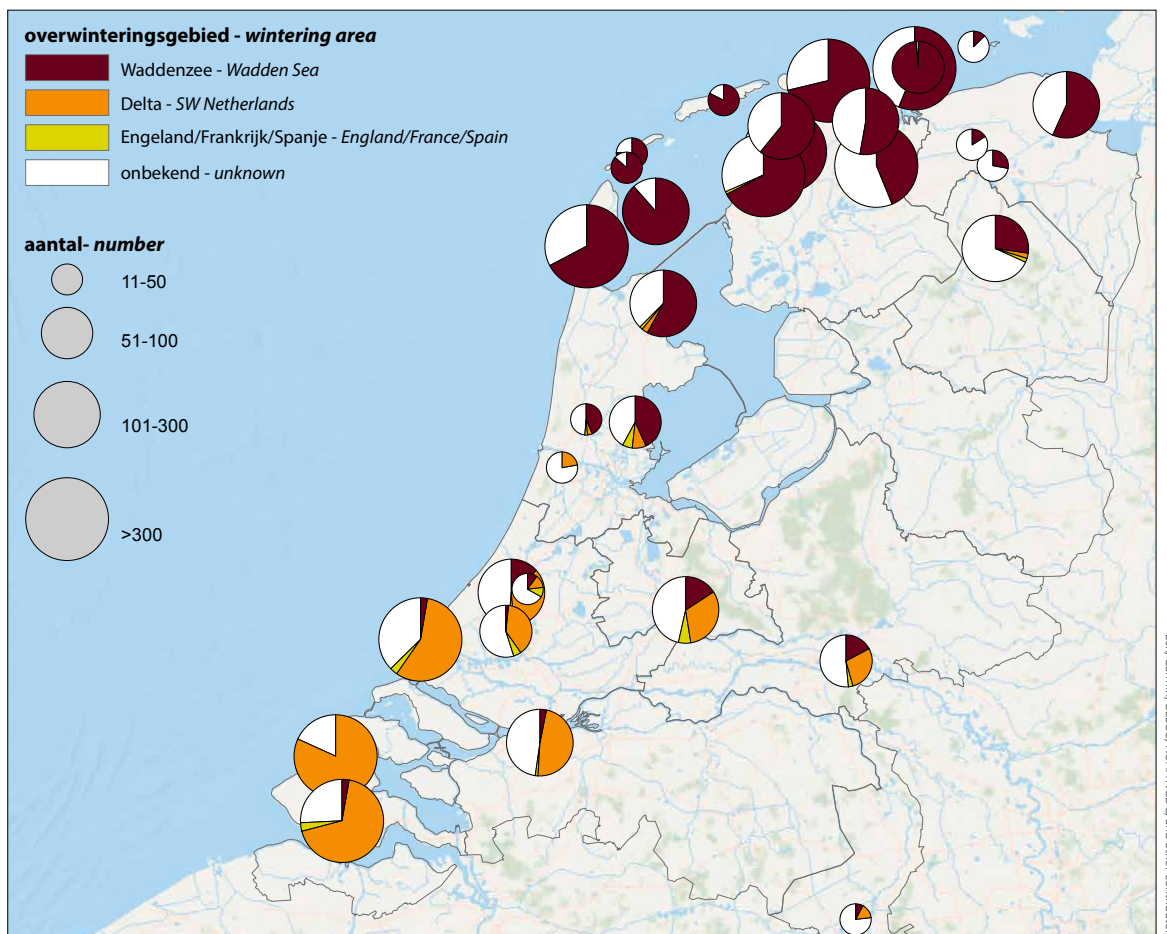 overwinteringsgebied - wintering area
Waddenzee - Wadden Sea
Delta - SW Netherlands
Engeland/Frankrijk/Spanje - England/France/Spain
onbekend - unknown
aantal- number
11-50
51-100
101-300
>300